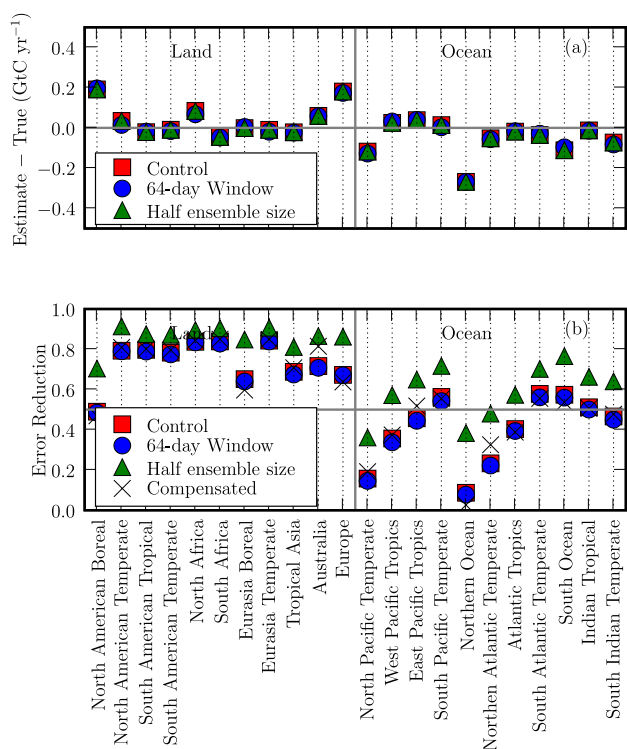 Estimate − True (GtC yr⁻¹)
0.4
0.2
0.0
−0.2
−0.4
Land
Ocean
(a)
Control
64-day Window
Half ensemble size
Error Reduction
1.0
0.8
0.6
0.4
0.2
0.0
Ocean
(b)
Control
64-day Window
Half ensemble size
Compensated
North American Boreal
North American Temperate
South American Tropical
South American Temperate
North Africa
South Africa
Eurasia Boreal
Eurasia Temperate
Tropical Asia
Australia
Europe
North Pacific Temperate
West Pacific Tropics
East Pacific Tropics
South Pacific Temperate
Northern Ocean
Northen Atlantic Temperate
Atlantic Tropics
South Atlantic Temperate
South Ocean
Indian Tropical
South Indian Temperate